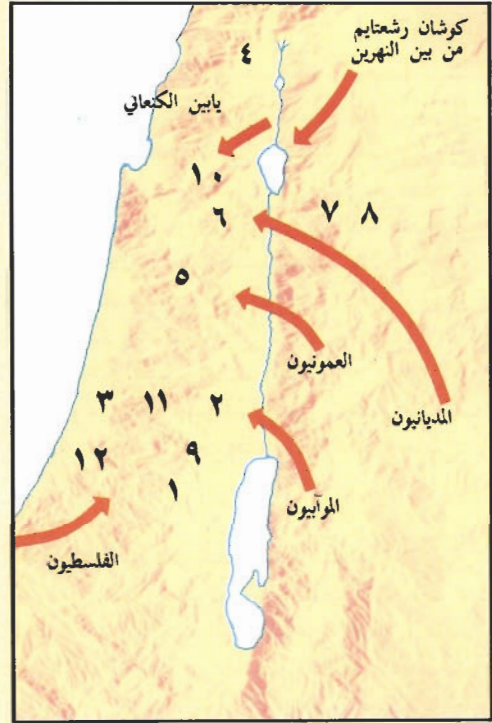 كوشان رشعتايم
من بين النهرين
٤
يابين الكنعاني
١٠
٦
٧
٨
٥
العمونيون
المديانيون
٣
١١
٢
١٢
٩
١
الموآبيون
الفلسطيون